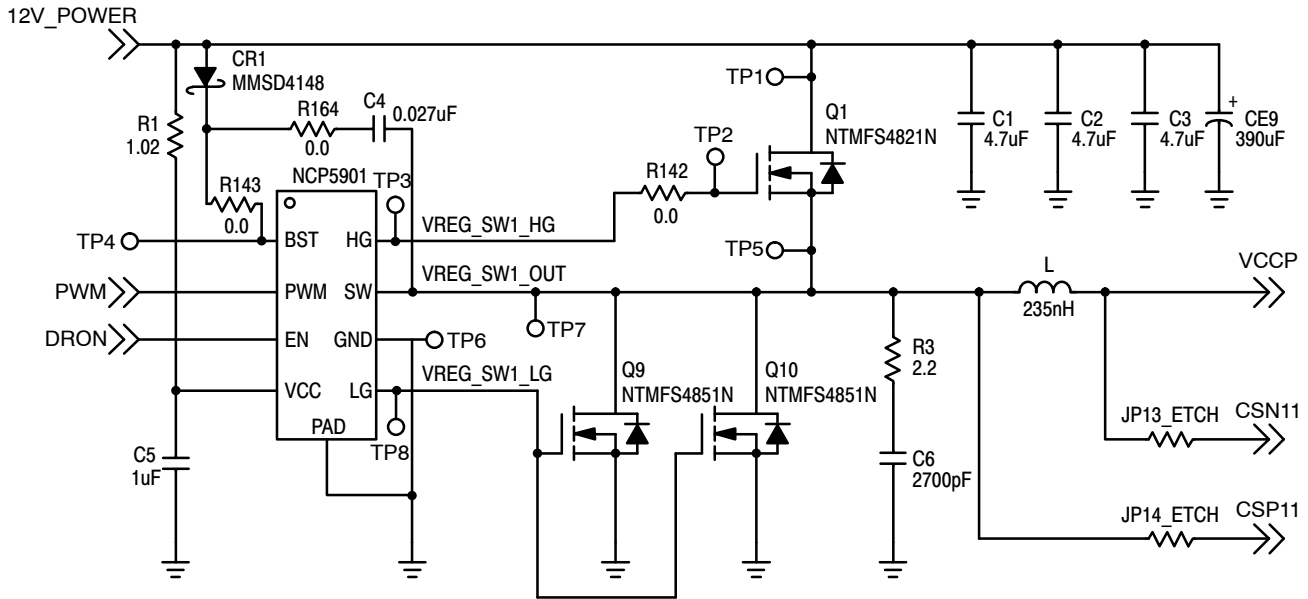 12V_POWER
CR1
MMSD4148
TP1
R164
C4
0.027uF
Q1
NTMFS4821N
C1
4.7uF
C2
4.7uF
C3
4.7uF
+
CE9
390uF
R1
1.02
0.0
TP2
R143
NCP5901
TP3
R142
0.0
0.0
VREG_SW1_HG
TP4
BST
HG
TP5
L
VCCP
VREG_SW1_OUT
PWM
PWM
SW
235nH
TP7
DRON
EN
GND
TP6
R3
2.2
VREG_SW1_LG
Q9
NTMFS4851N
Q10
NTMFS4851N
VCC
LG
JP13_ETCH
CSN11
PAD
TP8
C5
1uF
C6
2700pF
JP14_ETCH
CSP11